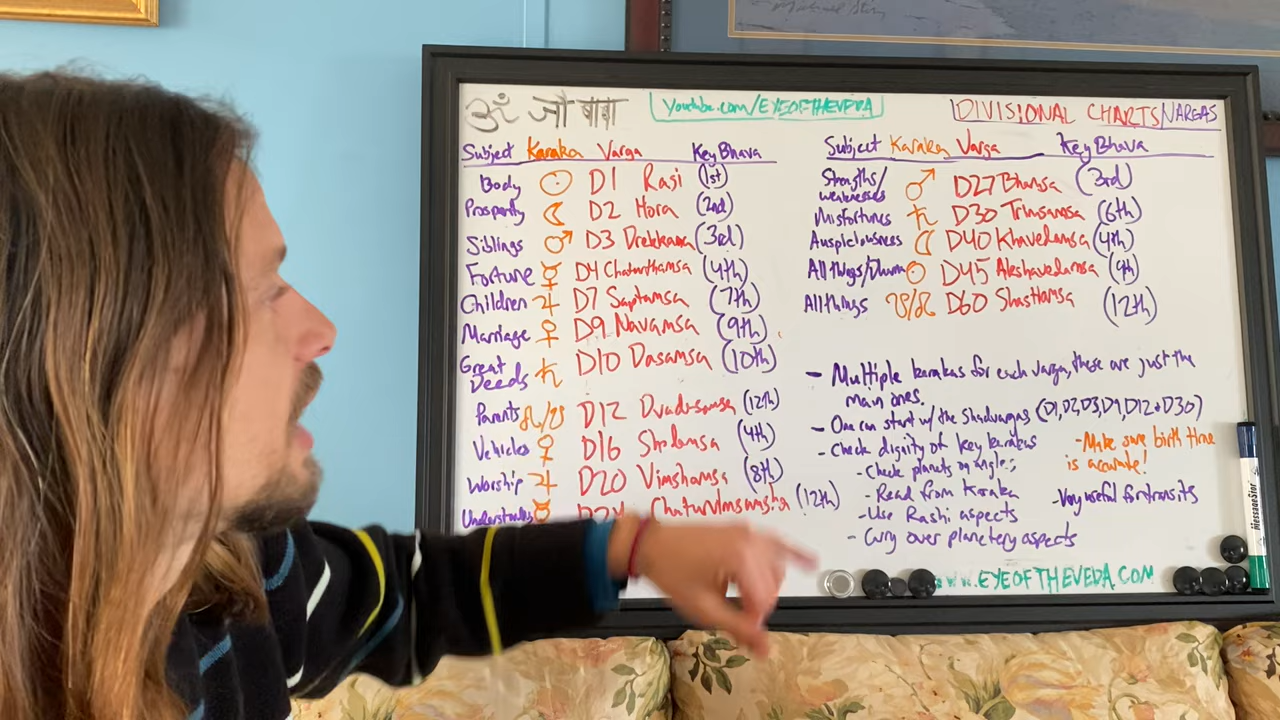 ॐ जौ बाबा
Youtube.com/EYEOFTHEVEDA
DIVISIONAL CHARTS/VARGAS
Subject Karaka Varga Key Bhava
Body ☉ D1 Rasi (1st)
Prosperity ☾ D2 Hora (2nd)
Siblings ♂ D3 Drekkana (3rd)
Fortune ☿ D4 Chaturthamsa (4th)
Children ♃ D7 Saptamsa (7th)
Marriage ♀ D9 Navamsa (9th)
Great Deeds ♄ D10 Dasamsa (10th)
Parents ☊/☋ D12 Dvadasamsa (12th)
Vehicles ♀ D16 Shodamsa (4th)
Worship ♃ D20 Vimshamsa (8th)
Understanding ☿ (12th)
Subject Karaka Varga Key Bhava
Strengths/
weaknesses ♂ D27 Bhamsa (3rd)
Misfortunes ♄ D30 Trimsamsa (6th)
Auspiciousness ☾ D40 Khavedamsa (4th)
All things/Dharma ☉ D45 Akshavedamsa (9th)
All things ☋/☊ D60 Shastiamsa (12th)
- Multiple karakas for each varga, these are just the
main ones.
- One can start w/ the Shadvargas (D1, D2, D3, D9, D12 + D30)
- Check dignity of key karakas
- Check planets on angles
- Read from Karaka
- Use Rashi aspects
- Carry over planetary aspects
- Make sure birth time
is accurate!
- Very useful for transits
www.EYEOFTHEVEDA.COM
MessageStor